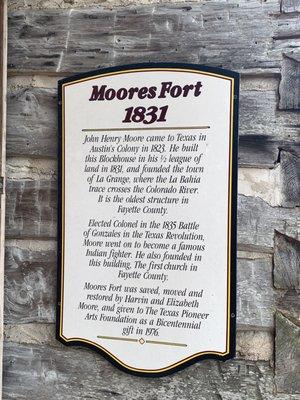 Moores Fort
1831
John Henry Moore came to Texas in
Austin's Colony in 1823. He built
this Blockhouse in his ½ league of
land in 1831, and founded the town
of La Grange, where the La Bahia
trace crosses the Colorado River.
It is the oldest structure in
Fayette County.
Elected Colonel in the 1835 Battle
of Gonzales in the Texas Revolution,
Moore went on to become a famous
Indian fighter. He also founded in
this building, The first church in
Fayette County.
Moores Fort was saved, moved and
restored by Harvin and Elizabeth
Moore, and given to The Texas Pioneer
Arts Foundation as a Bicentennial
gift in 1976.